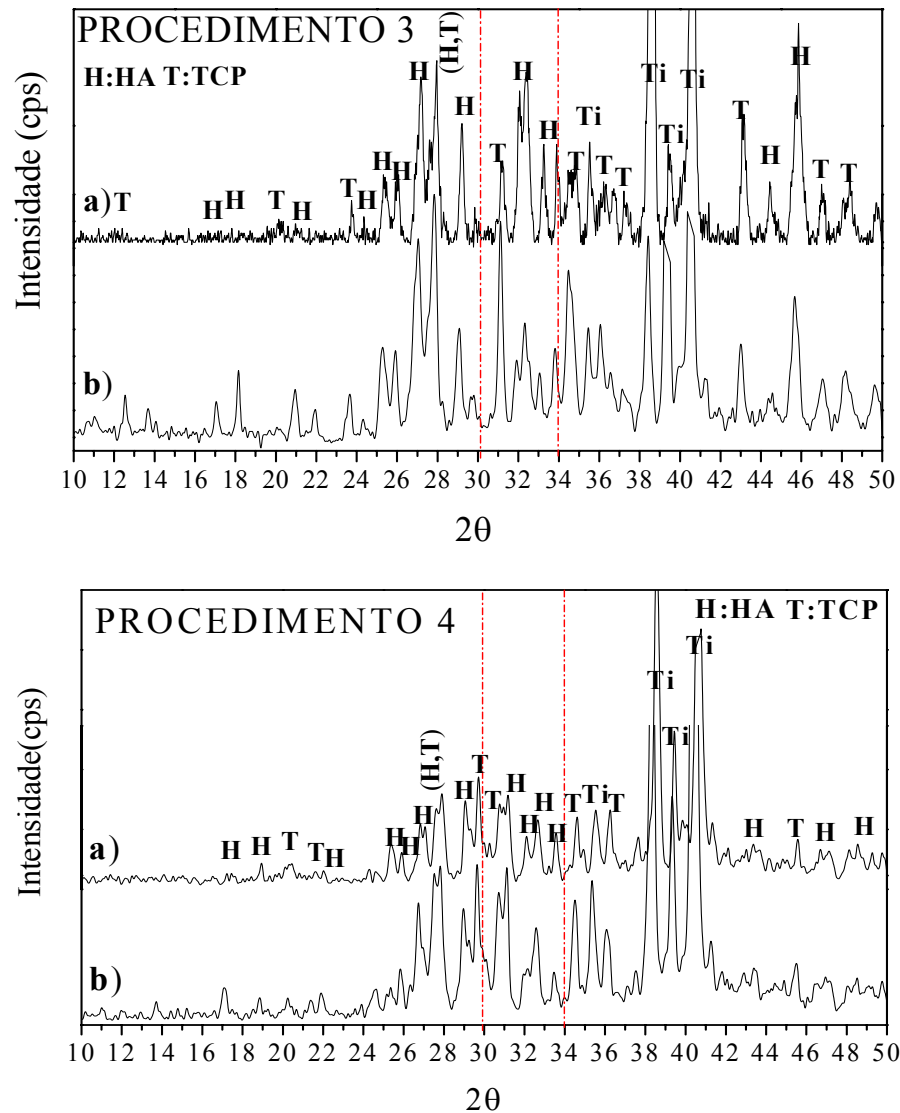 PROCEDIMENTO 3
(H,T)
H:HA T:TCP
H H H H Ti Ti H
H H T H T Ti T T T Ti T H T T
a) T H H T H T H
b)
Intensidade (cps)
10 12 14 16 18 20 22 24 26 28 30 32 34 36 38 40 42 44 46 48 50
2θ
PROCEDIMENTO 4
H:HA T:TCP
(H,T)
Ti Ti Ti
H T T H H H H T Ti T
a) H H T T H H H H H T H H
b)
Intensidade(cps)
10 12 14 16 18 20 22 24 26 28 30 32 34 36 38 40 42 44 46 48 50
2θ